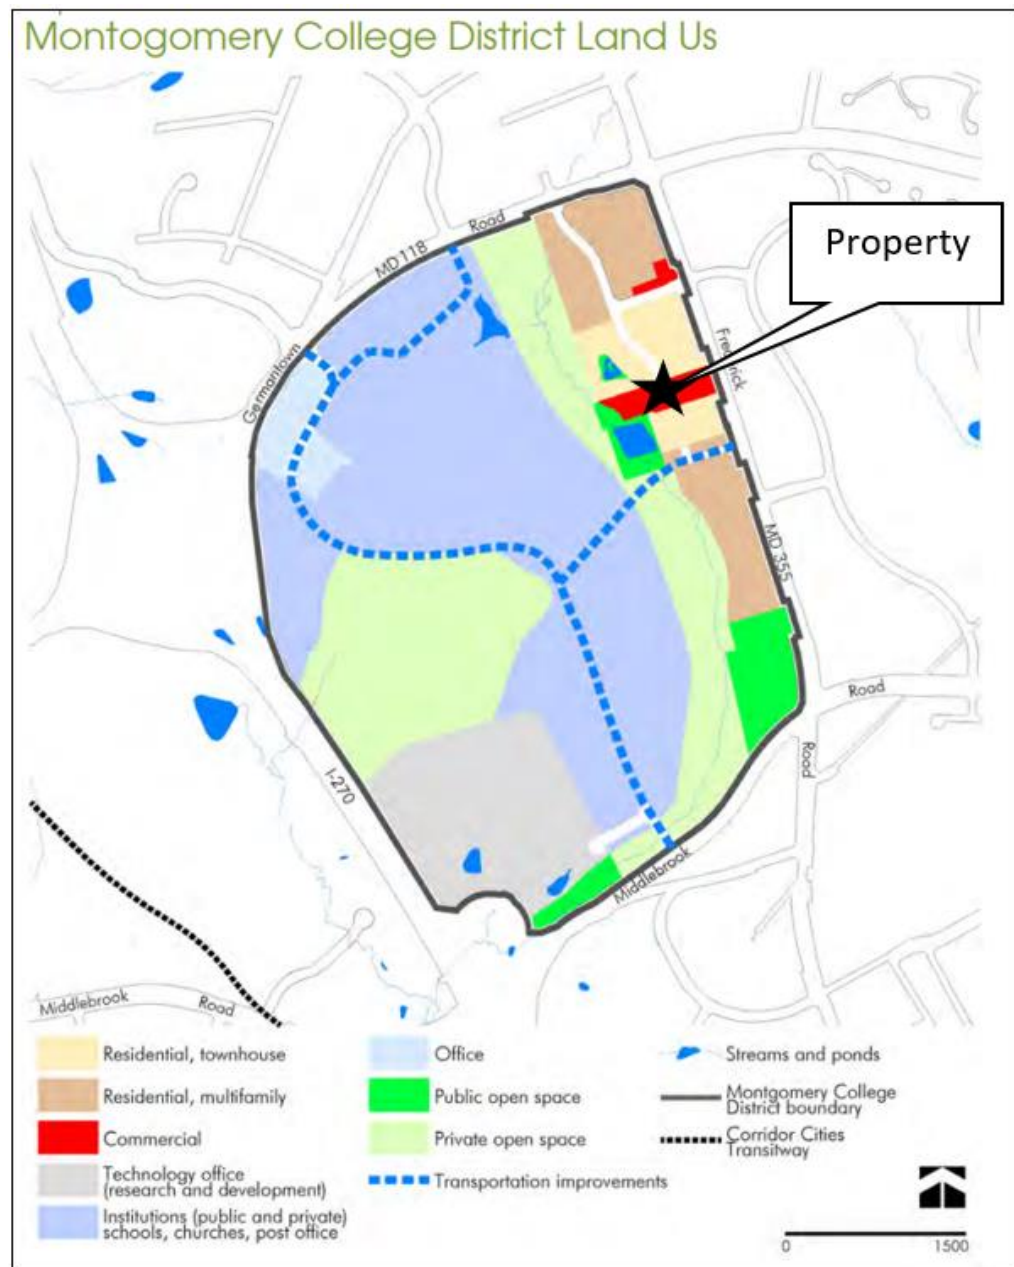 Montogomery College District Land Us
Property
MD 118
Road
Germantown
Frederick
MD 355
Road
Road
I-270
Middlebrook
Middlebrook
Road
Residential, townhouse
Residential, multifamily
Commercial
Technology office
(research and development)
Institutions (public and private)
schools, churches, post office
Office
Public open space
Private open space
Transportation improvements
Streams and ponds
Montgomery College
District boundary
Corridor Cities
Transitway
0 1500